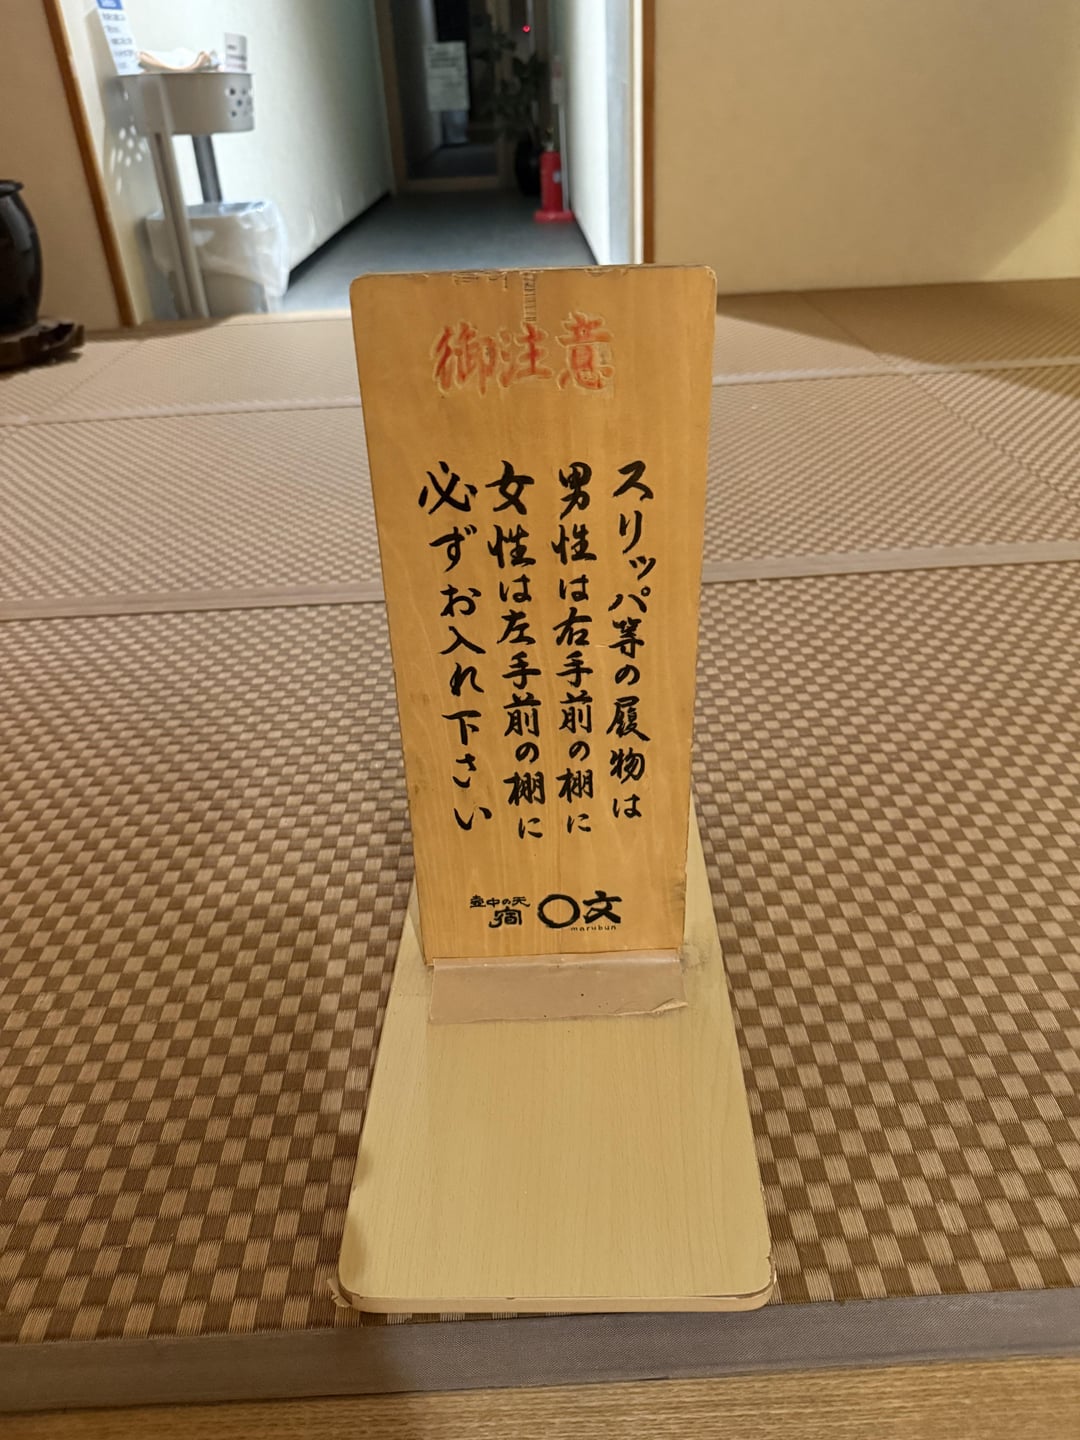 御注意
スリッパ等の履物は
男性は右手前の棚に
女性は左手前の棚に
必ずお入れ下さい
壺中の天
宿
〇文
marubun